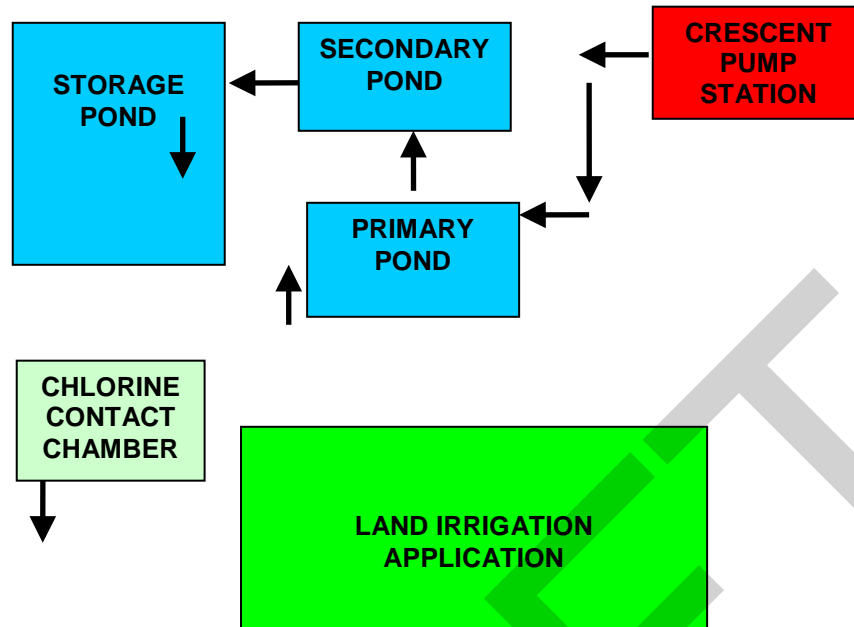 STORAGE
POND
SECONDARY
POND
CRESCENT
PUMP
STATION
PRIMARY
POND
CHLORINE
CONTACT
CHAMBER
LAND IRRIGATION
APPLICATION